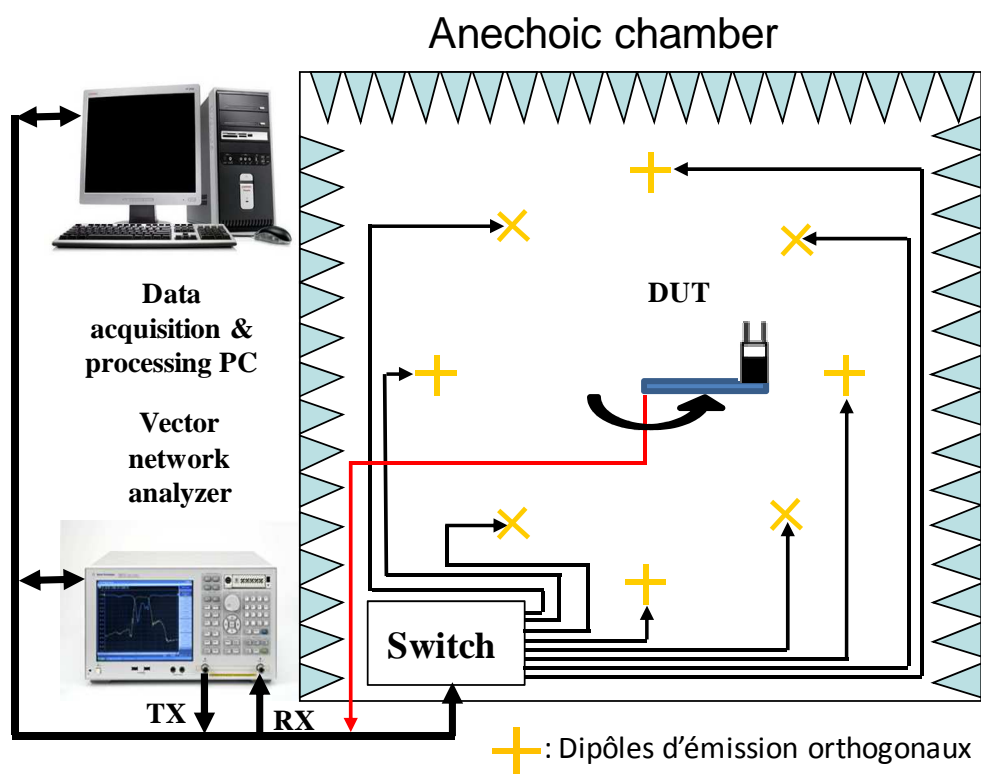 Anechoic chamber
Data
acquisition &
processing PC
DUT
Vector
network
analyzer
Switch
TX
RX
: Dipôles d'émission orthogonaux